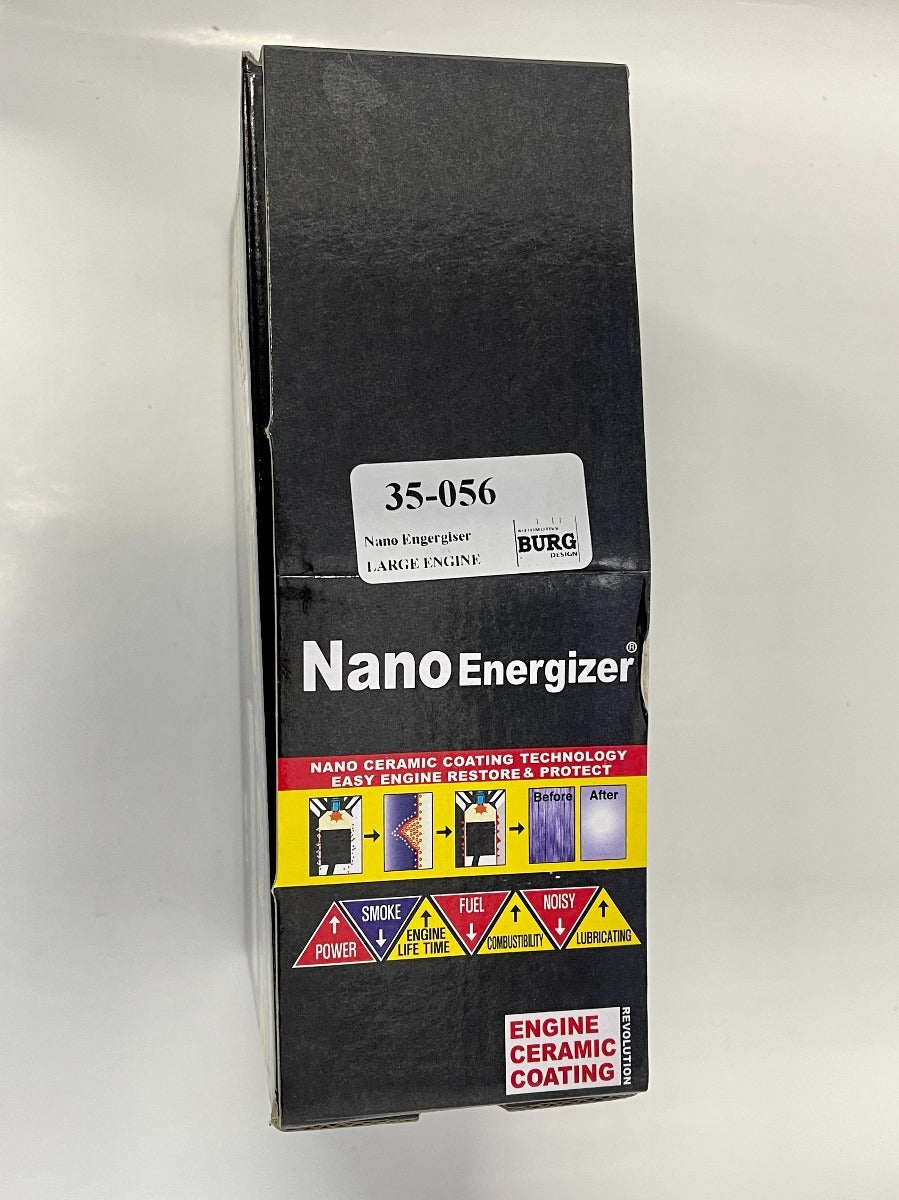 35-056
Nano Engergiser
LARGE ENGINE
BURG
DESIGN
Nano Energizer®
NANO CERAMIC COATING TECHNOLOGY
EASY ENGINE RESTORE & PROTECT
Before
After
POWER
SMOKE
ENGINE
LIFE TIME
FUEL
COMBUSTIBILITY
NOISY
LUBRICATING
ENGINE
CERAMIC
COATING
REVOLUTION